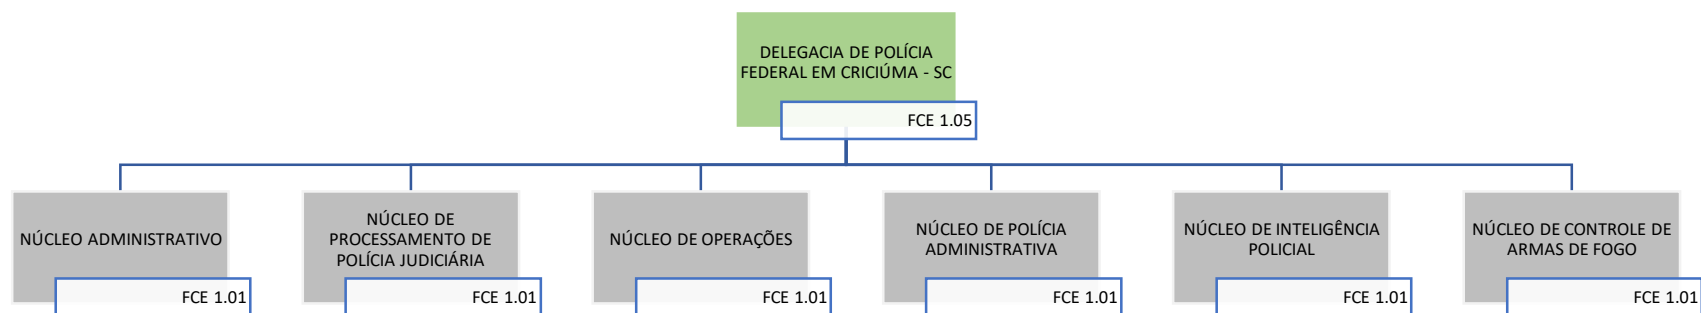 DELEGACIA DE POLÍCIA
FEDERAL EM CRICIÚMA - SC
FCE 1.05
NÚCLEO ADMINISTRATIVO
FCE 1.01
NÚCLEO DE
PROCESSAMENTO DE
POLÍCIA JUDICIÁRIA
FCE 1.01
NÚCLEO DE OPERAÇÕES
FCE 1.01
NÚCLEO DE POLÍCIA
ADMINISTRATIVA
FCE 1.01
NÚCLEO DE INTELIGÊNCIA
POLICIAL
FCE 1.01
NÚCLEO DE CONTROLE DE
ARMAS DE FOGO
FCE 1.01